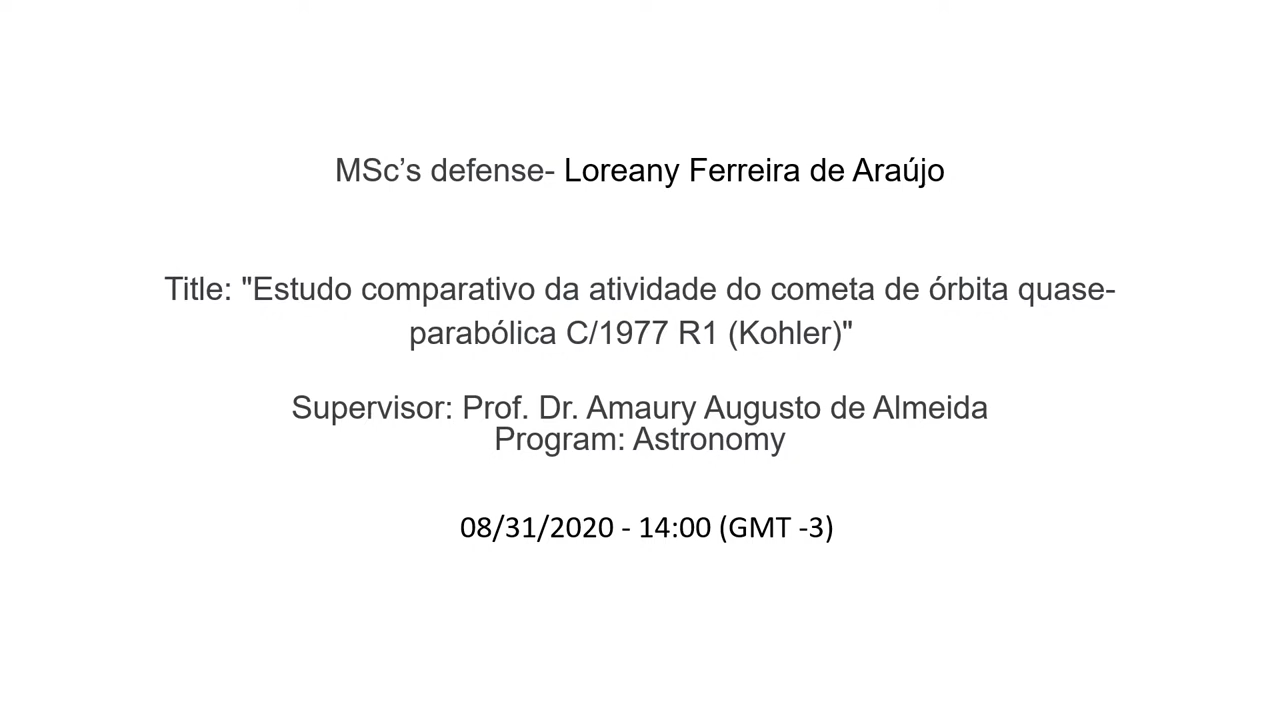 MSc’s defense- Loreany Ferreira de Araújo
Title: "Estudo comparativo da atividade do cometa de órbita quase-
parabólica C/1977 R1 (Kohler)"
Supervisor: Prof. Dr. Amaury Augusto de Almeida
Program: Astronomy
08/31/2020 - 14:00 (GMT -3)